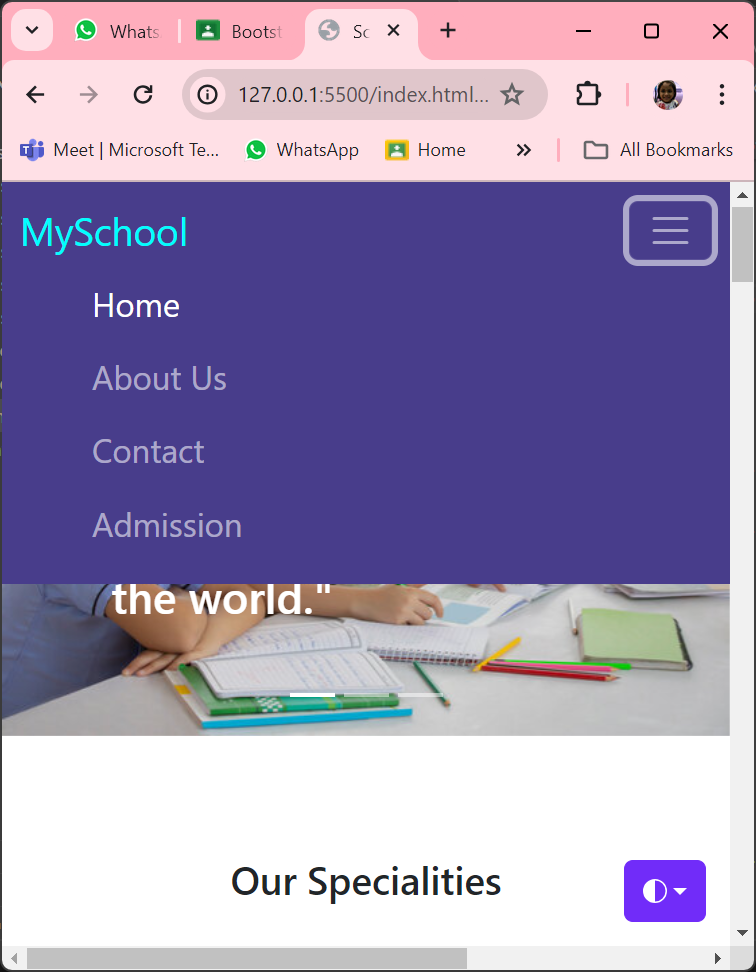 Whats
Boost
Sc
127.0.0.1:5500/index.html...
Meet | Microsoft Te...
WhatsApp
Home
All Bookmarks
MySchool
Home
About Us
Contact
Admission
the world."
Our Specialities